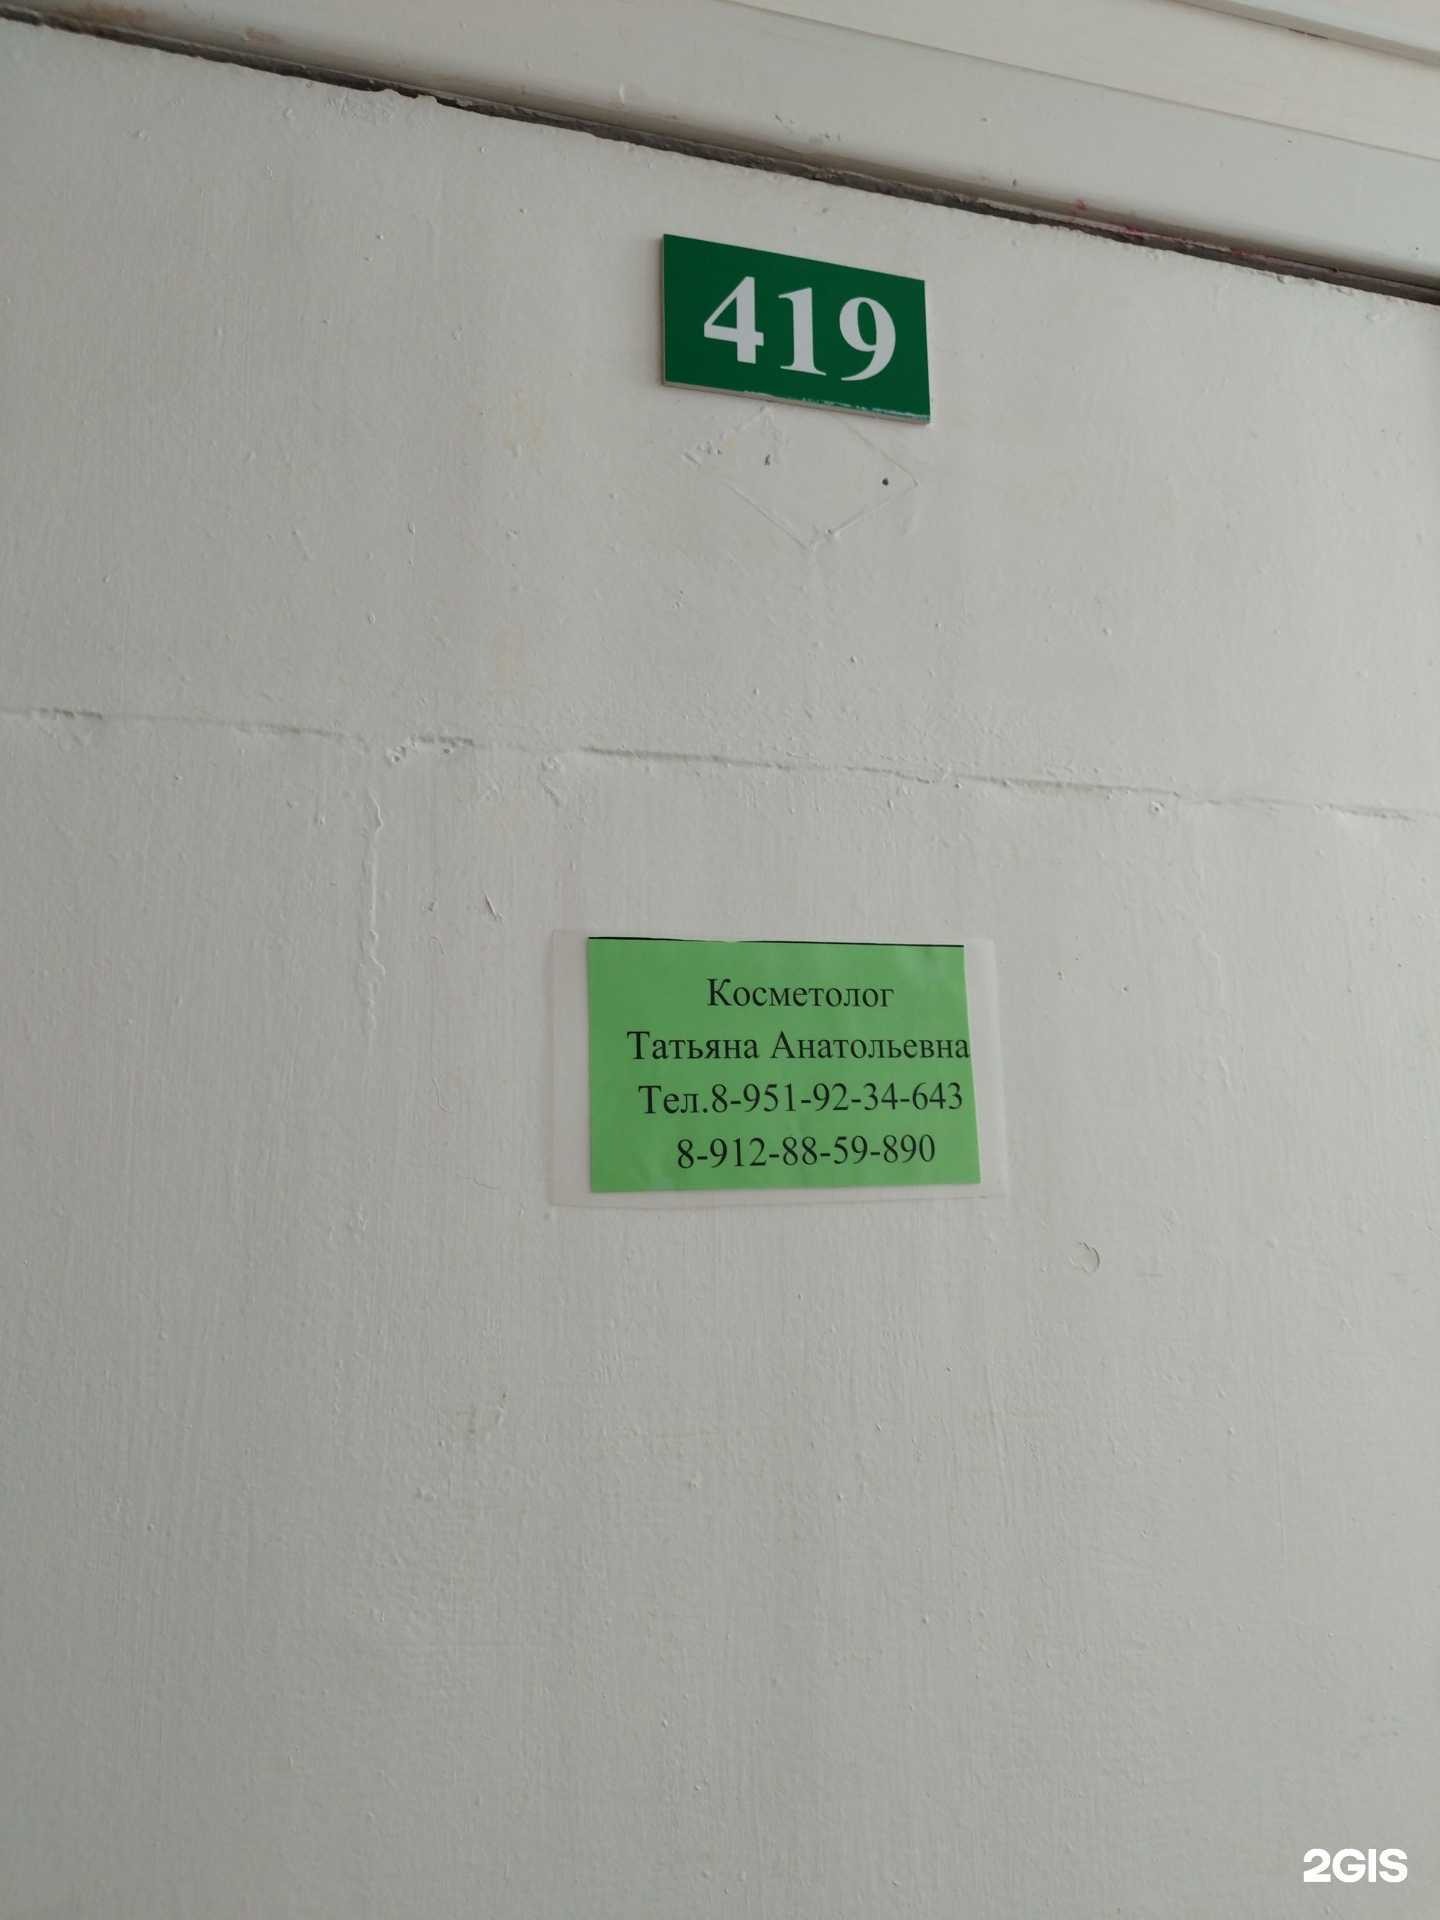 419
Косметолог
Татьяна Анатольевна
Тел.8-951-92-34-643
8-912-88-59-890
2GIS